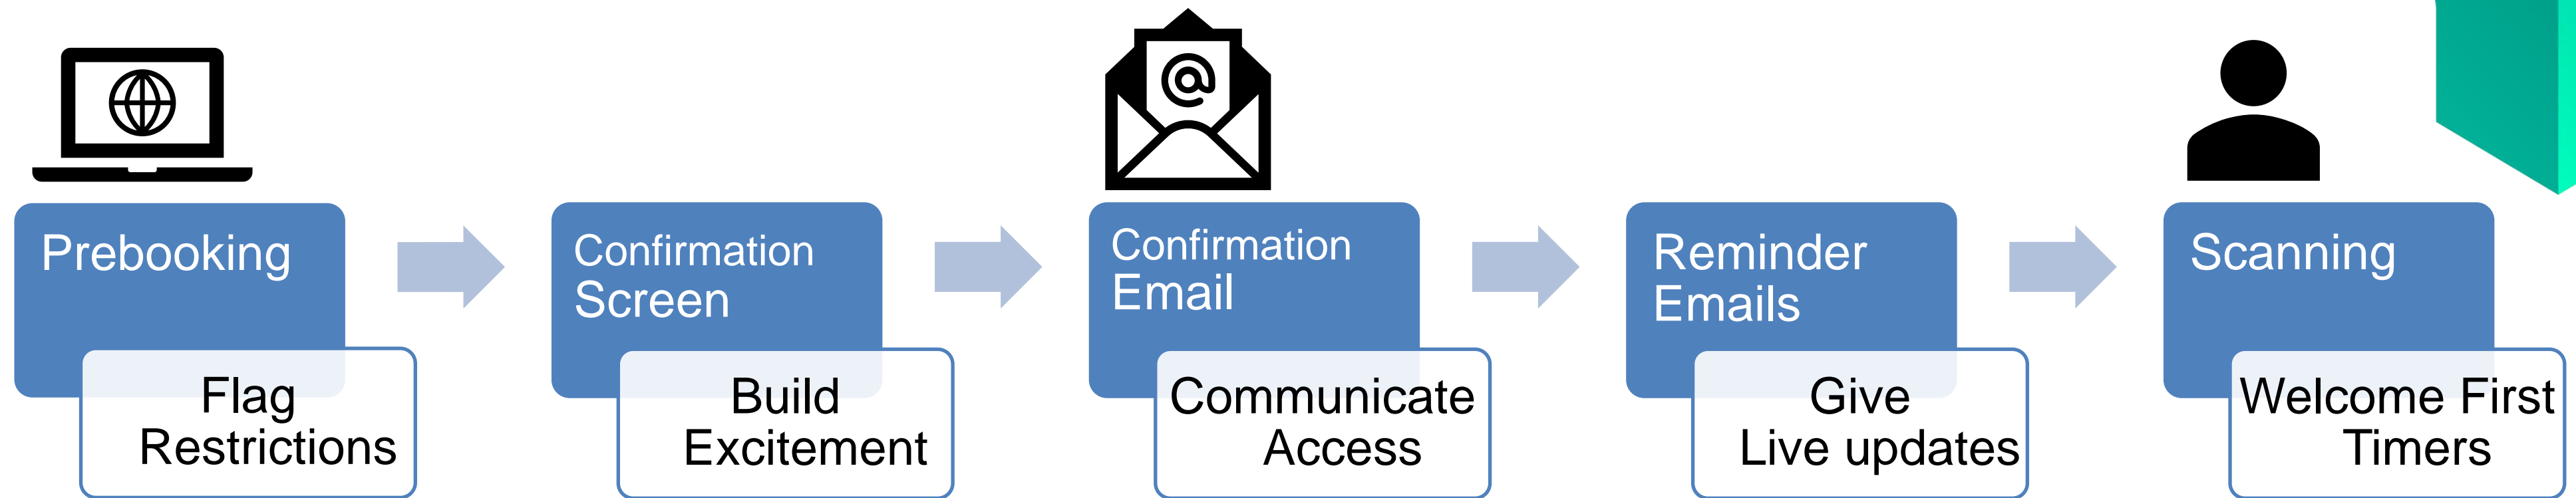 Prebooking
Flag
Restrictions
Confirmation
Screen
Build
Excitement
Confirmation
Email
Communicate
Access
Reminder
Emails
Give
Live updates
Scanning
Welcome First
Timers